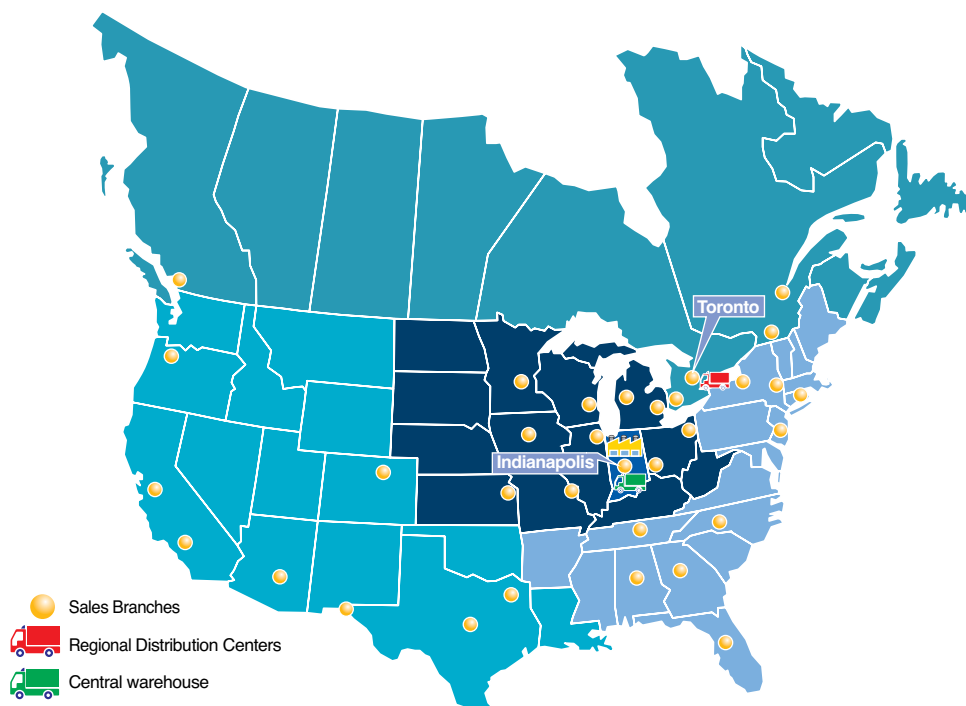 Toronto
Indianapolis
Sales Branches
Regional Distribution Centers
Central warehouse